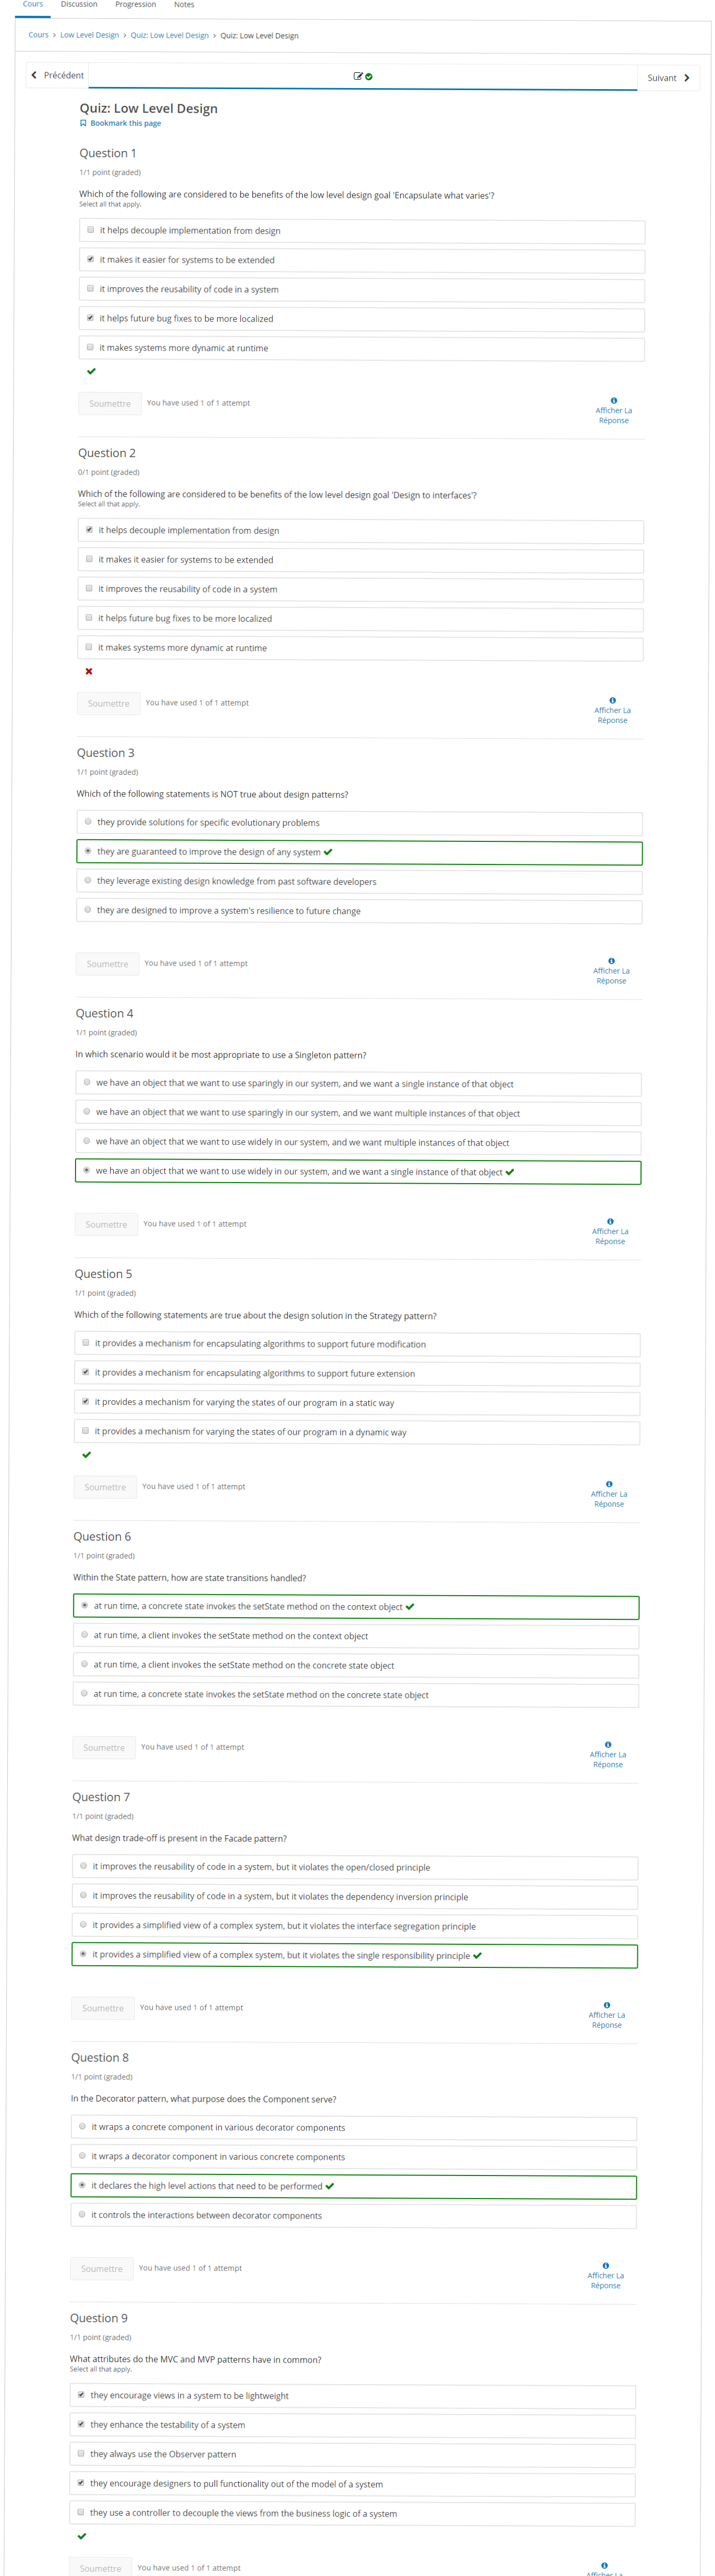 Cours Discussion Progression Notes
Cours > Low Level Design > Quiz: Low Level Design > Quiz: Low Level Design
Précédent
Suivant
Quiz: Low Level Design
Bookmark this page
Question 1
1/1 point (graded)
Which of the following are considered to be benefits of the low level design goal 'Encapsulate what varies'?
Select all that apply.
it helps decouple implementation from design
it makes it easier for systems to be extended
it improves the reusability of code in a system
it helps future bug fixes to be more localized
it makes systems more dynamic at runtime
Soumettre You have used 1 of 1 attempt
Afficher La
Réponse
Question 2
0/1 point (graded)
Which of the following are considered to be benefits of the low level design goal 'Design to interfaces'?
Select all that apply.
it helps decouple implementation from design
it makes it easier for systems to be extended
it improves the reusability of code in a system
it helps future bug fixes to be more localized
it makes systems more dynamic at runtime
Soumettre You have used 1 of 1 attempt
Afficher La
Réponse
Question 3
1/1 point (graded)
Which of the following statements is NOT true about design patterns?
they provide solutions for specific evolutionary problems
they are guaranteed to improve the design of any system
they leverage existing design knowledge from past software developers
they are designed to improve a system's resilience to future change
Soumettre You have used 1 of 1 attempt
Afficher La
Réponse
Question 4
1/1 point (graded)
In which scenario would it be most appropriate to use a Singleton pattern?
we have an object that we want to use sparingly in our system, and we want a single instance of that object
we have an object that we want to use sparingly in our system, and we want multiple instances of that object
we have an object that we want to use widely in our system, and we want multiple instances of that object
we have an object that we want to use widely in our system, and we want a single instance of that object
Soumettre You have used 1 of 1 attempt
Afficher La
Réponse
Question 5
1/1 point (graded)
Which of the following statements are true about the design solution in the Strategy pattern?
it provides a mechanism for encapsulating algorithms to support future modification
it provides a mechanism for encapsulating algorithms to support future extension
it provides a mechanism for varying the states of our program in a static way
it provides a mechanism for varying the states of our program in a dynamic way
Soumettre You have used 1 of 1 attempt
Afficher La
Réponse
Question 6
1/1 point (graded)
Within the State pattern, how are state transitions handled?
at run time, a concrete state invokes the setState method on the context object
at run time, a client invokes the setState method on the context object
at run time, a client invokes the setState method on the concrete state object
at run time, a concrete state invokes the setState method on the concrete state object
Soumettre You have used 1 of 1 attempt
Afficher La
Réponse
Question 7
1/1 point (graded)
What design trade-off is present in the Facade pattern?
it improves the reusability of code in a system, but it violates the open/closed principle
it improves the reusability of code in a system, but it violates the dependency inversion principle
it provides a simplified view of a complex system, but it violates the interface segregation principle
it provides a simplified view of a complex system, but it violates the single responsibility principle
Soumettre You have used 1 of 1 attempt
Afficher La
Réponse
Question 8
1/1 point (graded)
In the Decorator pattern, what purpose does the Component serve?
it wraps a concrete component in various decorator components
it wraps a decorator component in various concrete components
it declares the high level actions that need to be performed
it controls the interactions between decorator components
Soumettre You have used 1 of 1 attempt
Afficher La
Réponse
Question 9
1/1 point (graded)
What attributes do the MVC and MVP patterns have in common?
Select all that apply.
they encourage views in a system to be lightweight
they enhance the testability of a system
they always use the Observer pattern
they encourage designers to pull functionality out of the model of a system
they use a controller to decouple the views from the business logic of a system
Soumettre You have used 1 of 1 attempt
Afficher La